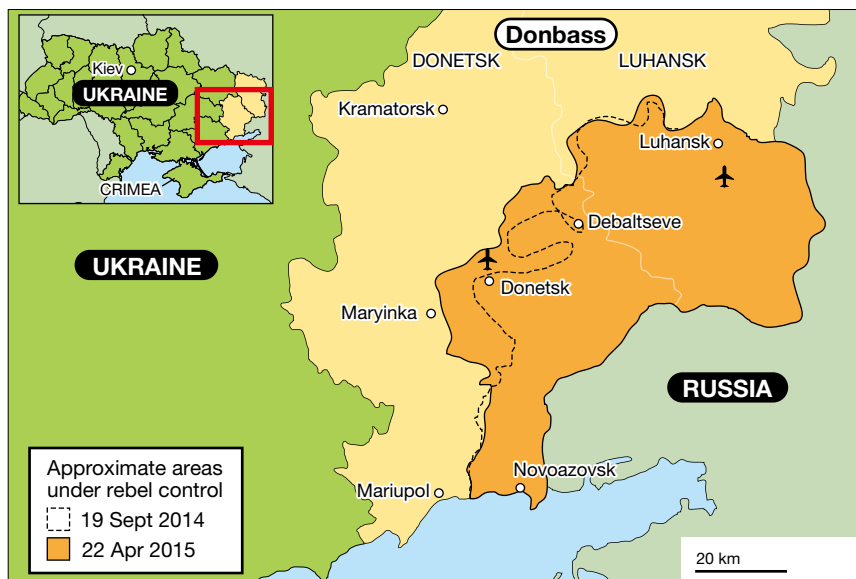 Kiev
UKRAINE
CRIMEA
Donbass
DONETSK
LUHANSK
Kramatorsk
Luhansk
Debaltseve
UKRAINE
Donetsk
Maryinka
RUSSIA
Novoazovsk
Mariupol
Approximate areas
under rebel control
19 Sept 2014
22 Apr 2015
20 km